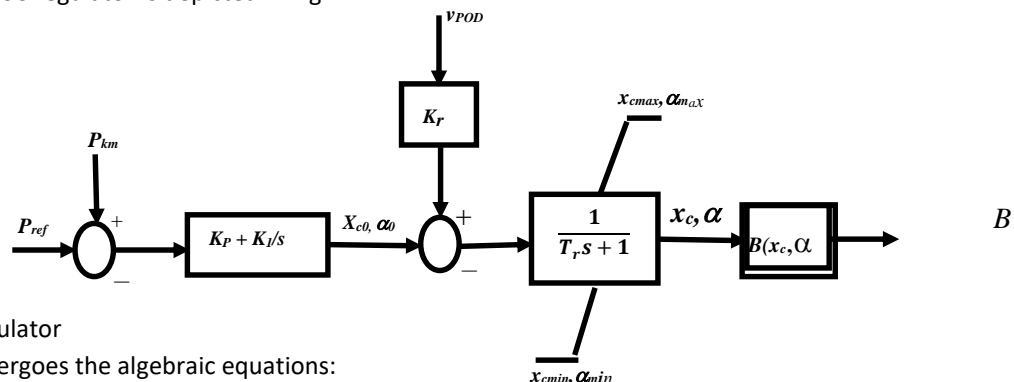 v_POD
x_cmax, α_max
K_r
P_km
P_ref
+
−
K_P + K_I/s
X_c0, α_0
+
−
1
T_r s + 1
x_c, α
B(x_c, α
B
x_cmin, α_min
ulator
ergoes the algebraic equations: